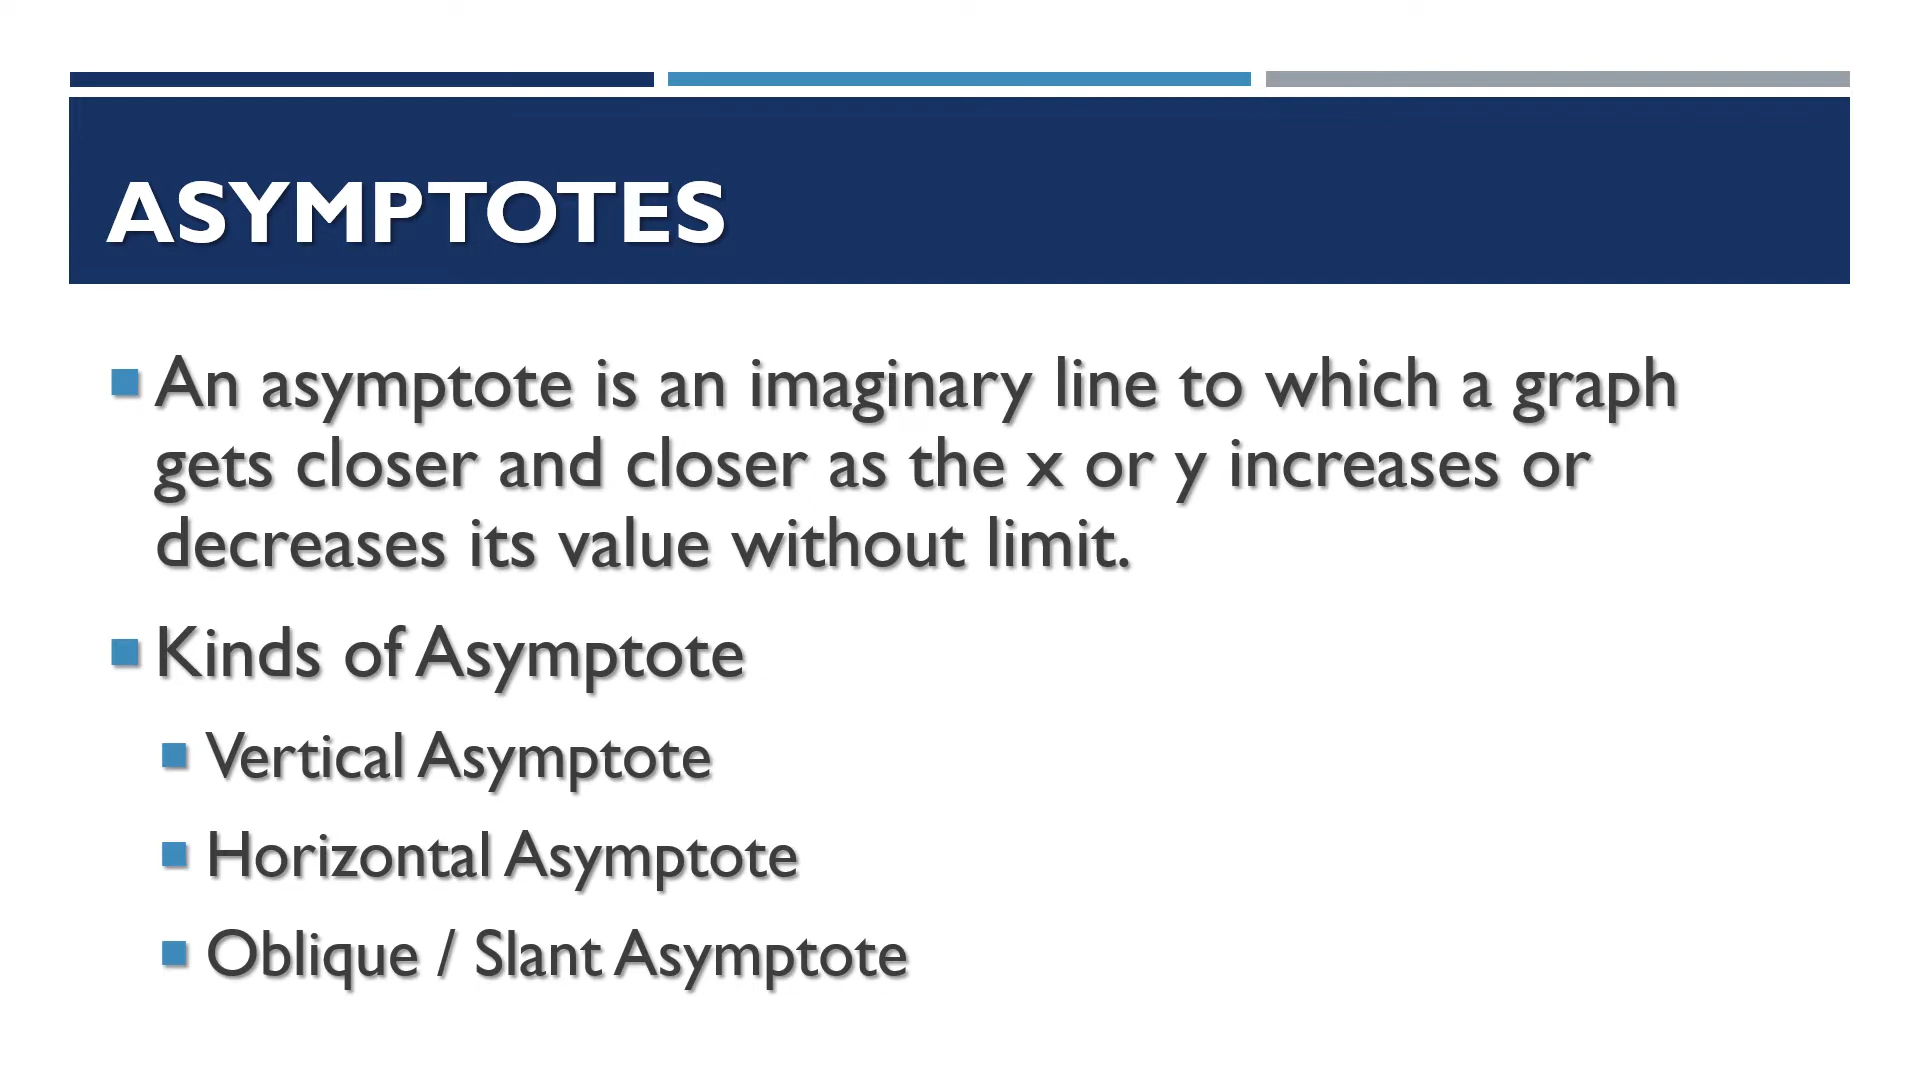 ASYMPTOTES
An asymptote is an imaginary line to which a graph
gets closer and closer as the x or y increases or
decreases its value without limit.
Kinds of Asymptote
Vertical Asymptote
Horizontal Asymptote
Oblique / Slant Asymptote